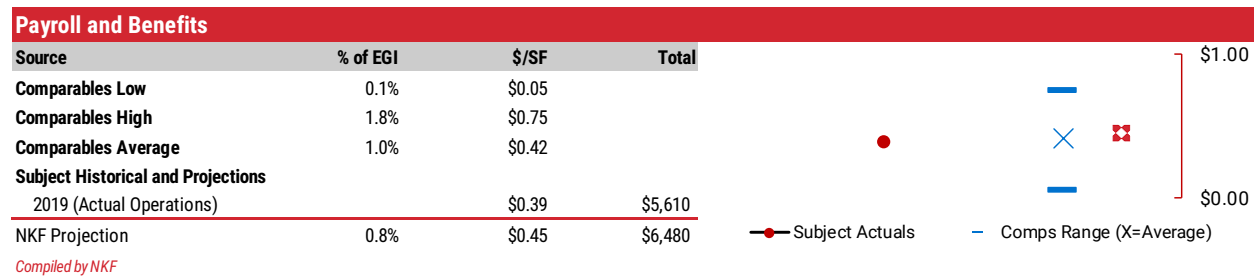 Payroll and Benefits
Source % of EGI $/SF Total
Comparables Low 0.1% $0.05
Comparables High 1.8% $0.75
Comparables Average 1.0% $0.42
Subject Historical and Projections
2019 (Actual Operations) $0.39 $5,610
NKF Projection 0.8% $0.45 $6,480
Compiled by NKF
$1.00
$0.00
Subject Actuals Comps Range (X=Average)